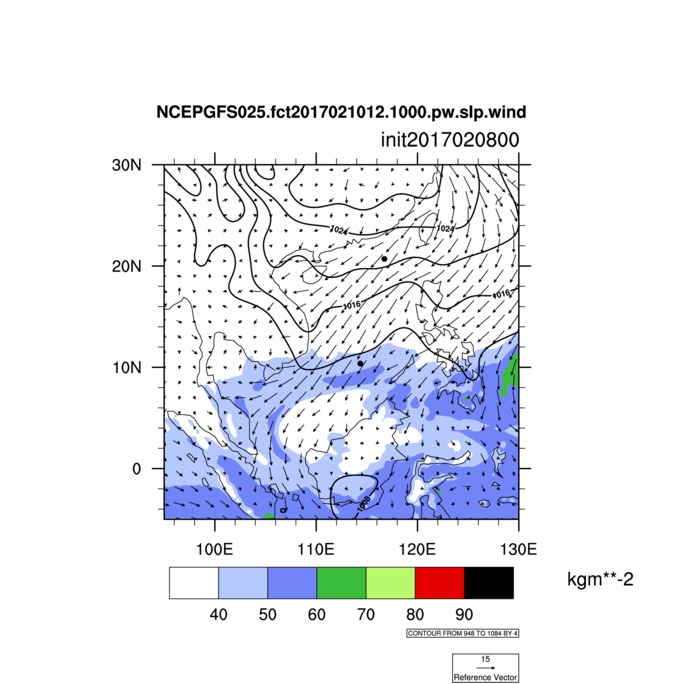 NCEPGFS025.fct2017021012.1000.pw.slp.wind
init2017020800
30N
1024
1024
20N
1016
1016
10N
0
1008
100E 110E 120E 130E
kgm**-2
40 50 60 70 80 90
CONTOUR FROM 948 TO 1084 BY 4
15
Reference Vector